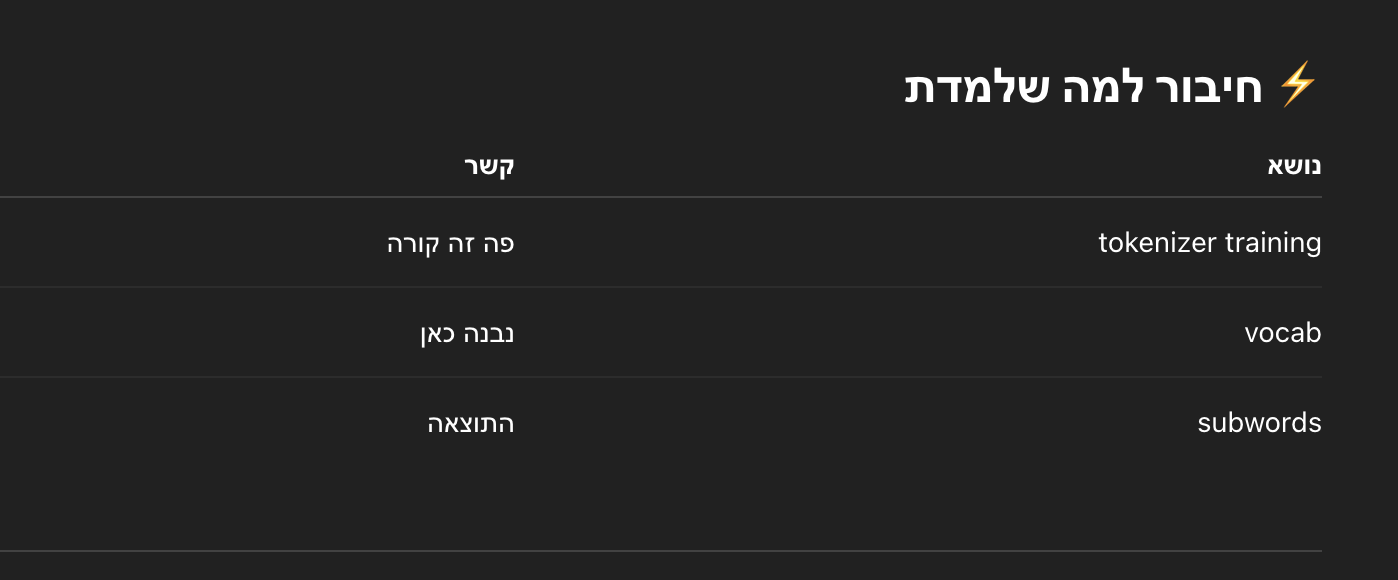 ⚡ חיבור למה שלמדת
נושא קשר
tokenizer training פה זה קורה
vocab נבנה כאן
subwords התוצאה